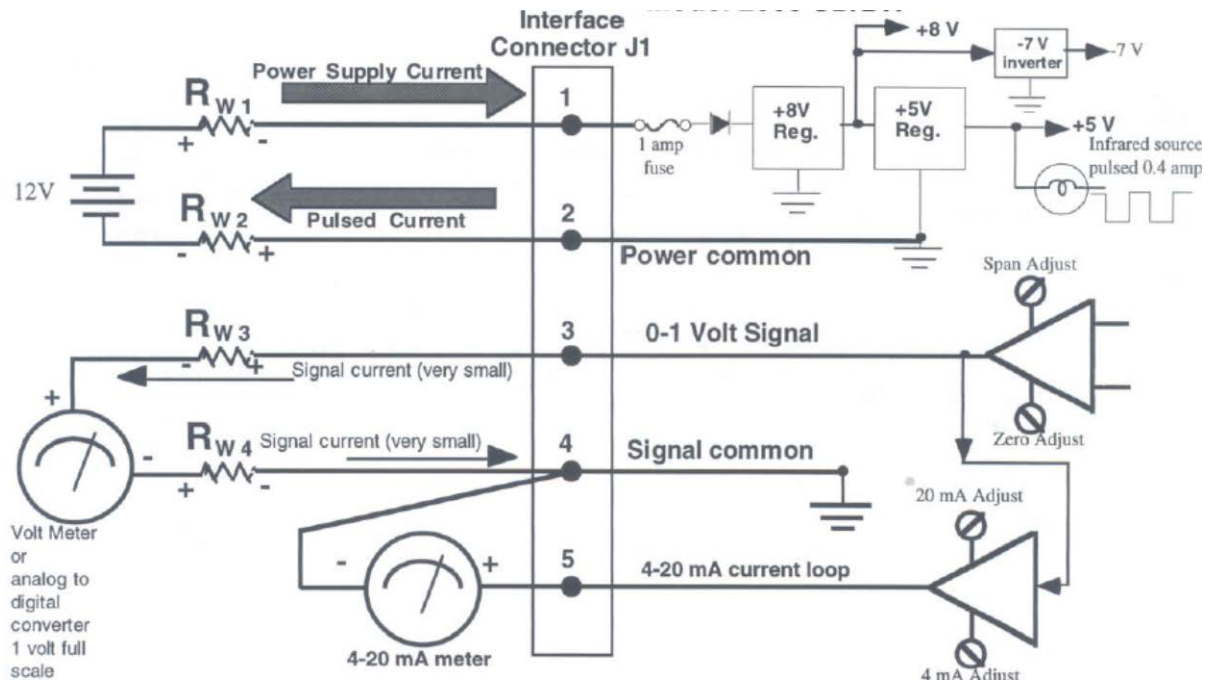 Interface
Connector J1
+8 V
-7 V
inverter
-7 V
Power Supply Current
R W1
1
+8V
Reg.
+5V
Reg.
+5 V
+
-
1 amp
fuse
Infrared source
pulsed 0.4 amp
12V
Pulsed Current
R W2
2
-
+
Power common
Span Adjust
R W3
3
0-1 Volt Signal
-
+
Signal current (very small)
+
Zero Adjust
R W4
Signal current (very small)
4
Signal common
-
+
-
20 mA Adjust
Volt Meter
or
analog to
digital
converter
1 volt full
scale
-
+
5
4-20 mA current loop
4-20 mA meter
4 mA Adjust